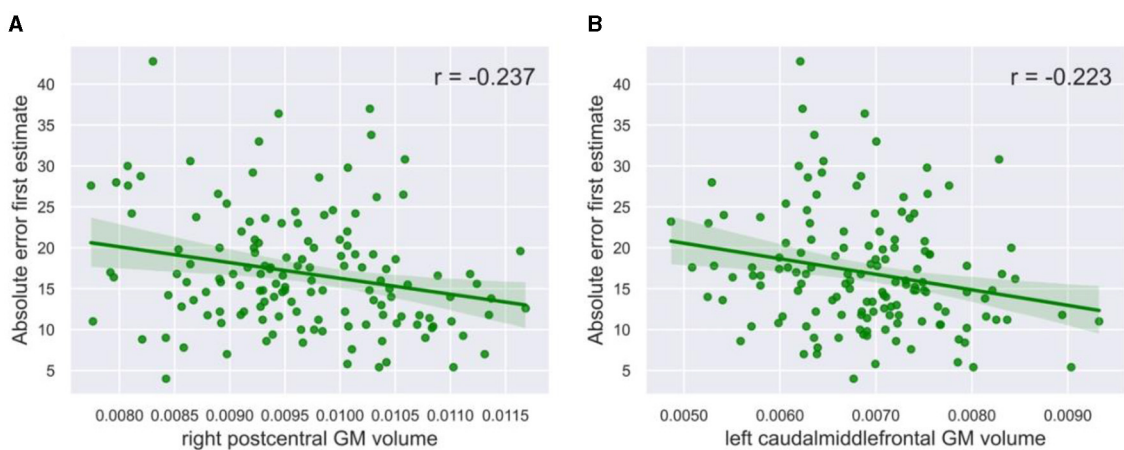 A
r = -0.237
Absolute error first estimate
40
35
30
25
20
15
10
5
0.0080 0.0085 0.0090 0.0095 0.0100 0.0105 0.0110 0.0115
right postcentral GM volume
B
r = -0.223
Absolute error first estimate
40
35
30
25
20
15
10
5
0.0050 0.0060 0.0070 0.0080 0.0090
left caudalmiddlefrontal GM volume